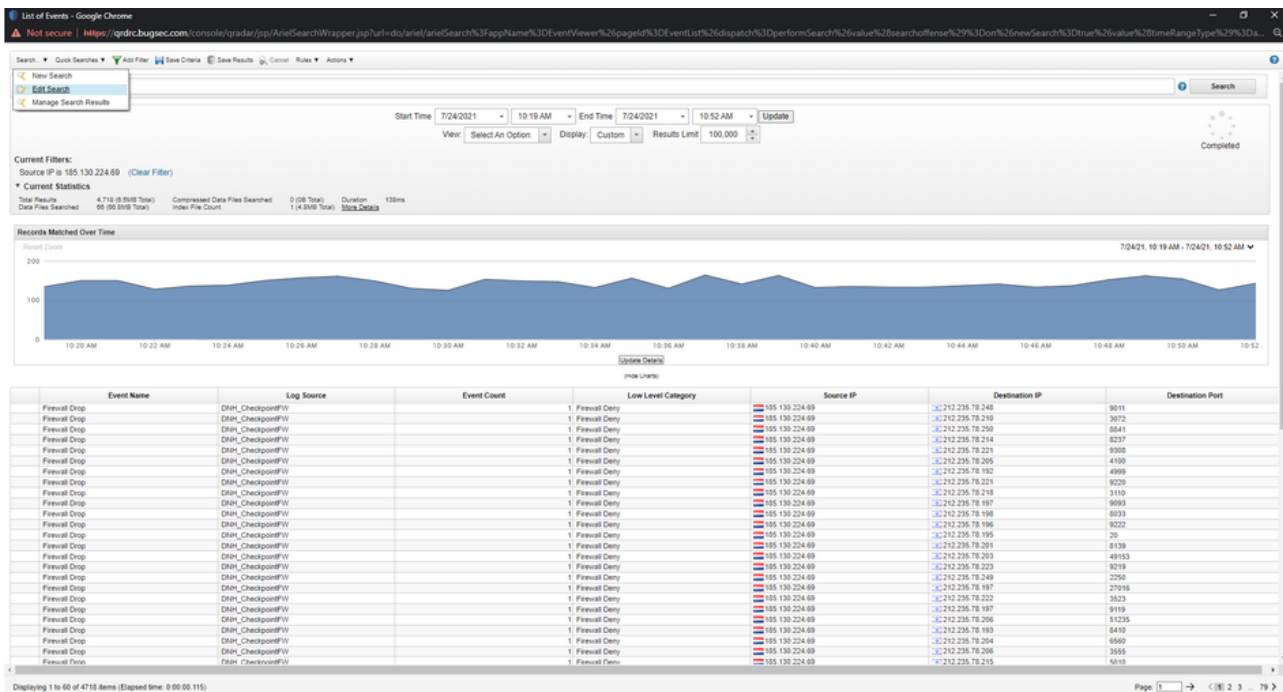 List of Events - Google Chrome
Not secure | https://qrdrc.bugsec.com/console/qradar/jsp/ArielSearchWrapper.jsp?url=do/ariel/arielSearch%3FappName%3DEventViewer%26pageId%3DEventList%26dispatch%3DperformSearch%26value%28searchoffense%29%3Don%26newSearch%3Dtrue%26value%28timeRangeType%29%3Da...
Search... Quick Searches Add Filter Save Criteria Save Results Cancel Rules Actions
New Search
Edit Search
Manage Search Results
Search
Start Time 7/24/2021 10:19 AM End Time 7/24/2021 10:52 AM Update
View: Select An Option: Display: Custom Results Limit 100,000
Completed
Current Filters:
Source IP is 185.130.224.69 (Clear Filter)
Current Statistics
Total Results 4,718 (6.5MB Total) Compressed Data Files Searched 0 (0B Total) Duration 138ms
Data Files Searched 66 (66.8MB Total) Index File Count 1 (4.8MB Total) More Details
Records Matched Over Time
Reset Zoom 7/24/21, 10:19 AM - 7/24/21, 10:52 AM
200
100
0
10:20 AM 10:22 AM 10:24 AM 10:26 AM 10:28 AM 10:30 AM 10:32 AM 10:34 AM 10:36 AM 10:38 AM 10:40 AM 10:42 AM 10:44 AM 10:46 AM 10:48 AM 10:50 AM 10:52
Update Details
(Hide Charts)
Event Name Log Source Event Count Low Level Category Source IP Destination IP Destination Port
Firewall Drop DNH_CheckpointFW 1 Firewall Deny 185.130.224.69 212.235.78.248 9011
Firewall Drop DNH_CheckpointFW 1 Firewall Deny 185.130.224.69 212.235.78.210 3072
Firewall Drop DNH_CheckpointFW 1 Firewall Deny 185.130.224.69 212.235.78.250 8841
Firewall Drop DNH_CheckpointFW 1 Firewall Deny 185.130.224.69 212.235.78.214 8237
Firewall Drop DNH_CheckpointFW 1 Firewall Deny 185.130.224.69 212.235.78.221 9308
Firewall Drop DNH_CheckpointFW 1 Firewall Deny 185.130.224.69 212.235.78.205 4100
Firewall Drop DNH_CheckpointFW 1 Firewall Deny 185.130.224.69 212.235.78.192 4999
Firewall Drop DNH_CheckpointFW 1 Firewall Deny 185.130.224.69 212.235.78.221 9220
Firewall Drop DNH_CheckpointFW 1 Firewall Deny 185.130.224.69 212.235.78.218 3110
Firewall Drop DNH_CheckpointFW 1 Firewall Deny 185.130.224.69 212.235.78.197 9093
Firewall Drop DNH_CheckpointFW 1 Firewall Deny 185.130.224.69 212.235.78.198 8033
Firewall Drop DNH_CheckpointFW 1 Firewall Deny 185.130.224.69 212.235.78.196 9222
Firewall Drop DNH_CheckpointFW 1 Firewall Deny 185.130.224.69 212.235.78.195 20
Firewall Drop DNH_CheckpointFW 1 Firewall Deny 185.130.224.69 212.235.78.201 8139
Firewall Drop DNH_CheckpointFW 1 Firewall Deny 185.130.224.69 212.235.78.203 49153
Firewall Drop DNH_CheckpointFW 1 Firewall Deny 185.130.224.69 212.235.78.223 9219
Firewall Drop DNH_CheckpointFW 1 Firewall Deny 185.130.224.69 212.235.78.249 2250
Firewall Drop DNH_CheckpointFW 1 Firewall Deny 185.130.224.69 212.235.78.197 27016
Firewall Drop DNH_CheckpointFW 1 Firewall Deny 185.130.224.69 212.235.78.222 3523
Firewall Drop DNH_CheckpointFW 1 Firewall Deny 185.130.224.69 212.235.78.197 9119
Firewall Drop DNH_CheckpointFW 1 Firewall Deny 185.130.224.69 212.235.78.206 51235
Firewall Drop DNH_CheckpointFW 1 Firewall Deny 185.130.224.69 212.235.78.193 8410
Firewall Drop DNH_CheckpointFW 1 Firewall Deny 185.130.224.69 212.235.78.204 6560
Firewall Drop DNH_CheckpointFW 1 Firewall Deny 185.130.224.69 212.235.78.206 3555
Firewall Drop DNH_CheckpointFW 1 Firewall Deny 185.130.224.69 212.235.78.215 5010
Displaying 1 to 60 of 4718 items (Elapsed time: 0:00:00.115) Page: 1 1 2 3 ... 79